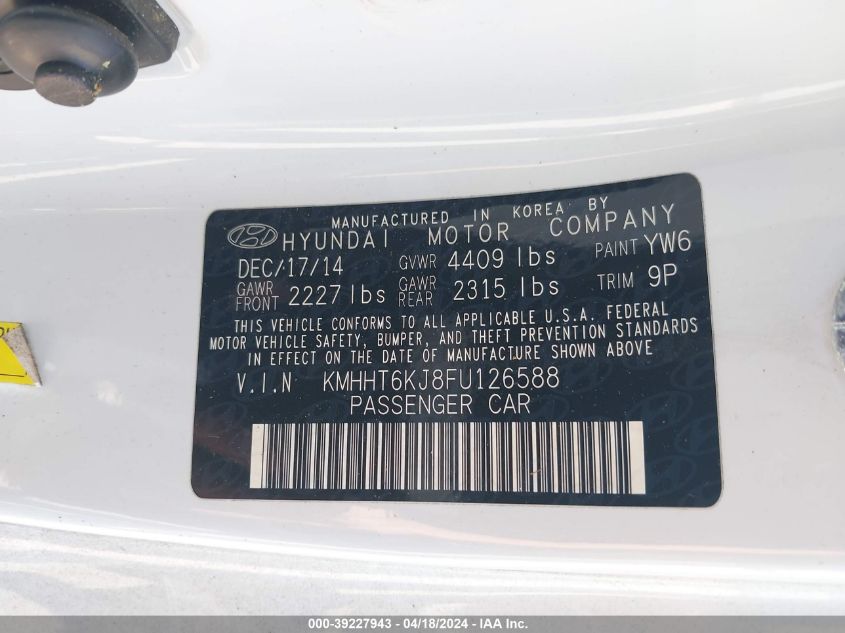 MANUFACTURED IN KOREA BY
HYUNDAI MOTOR COMPANY
DEC/17/14 GVWR 4409 lbs PAINT YW6
GAWR FRONT 2227 lbs GAWR REAR 2315 lbs TRIM 9P
THIS VEHICLE CONFORMS TO ALL APPLICABLE U.S.A. FEDERAL
MOTOR VEHICLE SAFETY, BUMPER, AND THEFT PREVENTION STANDARDS
IN EFFECT ON THE DATE OF MANUFACTURE SHOWN ABOVE
V.I.N KMHHT6KJ8FU126588
PASSENGER CAR
000-39227943 - 04/18/2024 - IAA Inc.